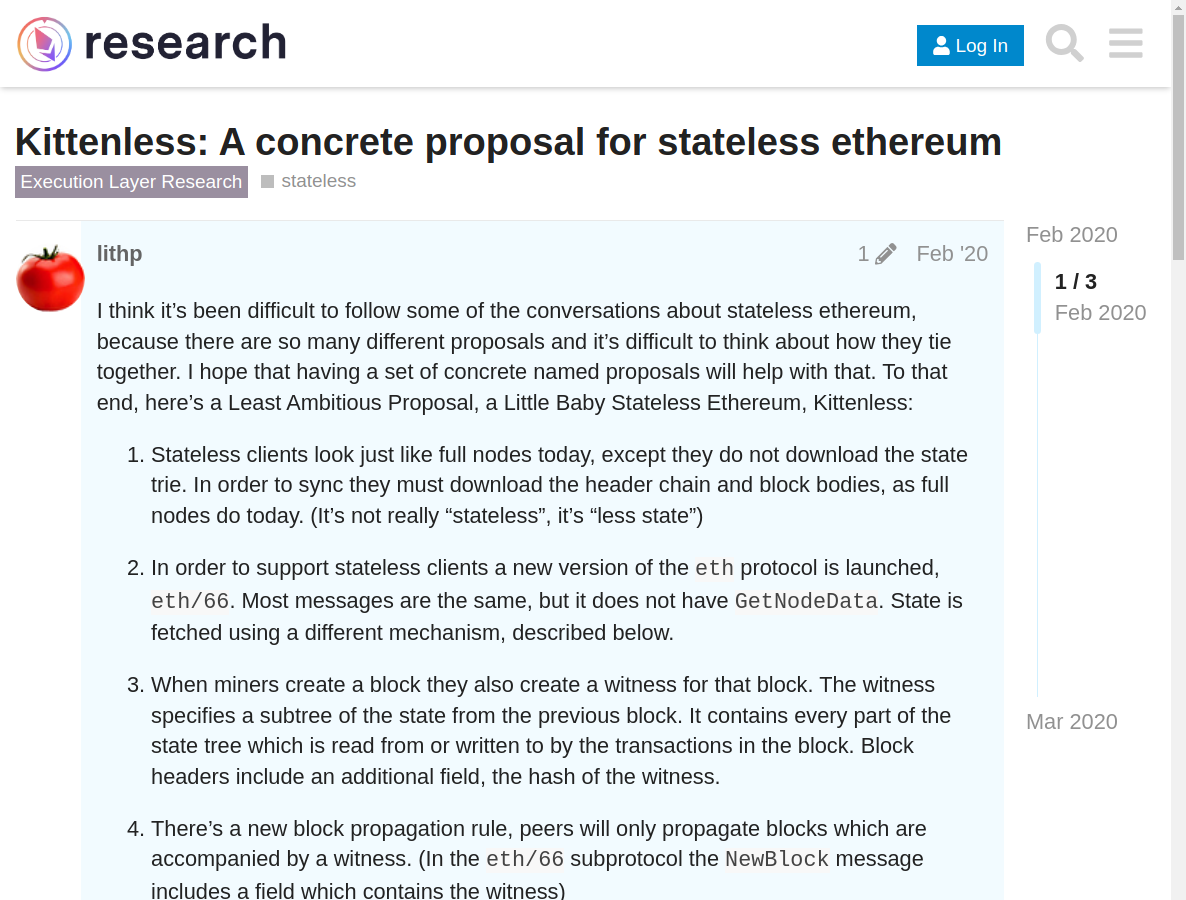 research
Log In
Kittenless: A concrete proposal for stateless ethereum
Execution Layer Research
stateless
lithp
1
Feb '20
Feb 2020
1 / 3
Feb 2020
Mar 2020
I think it’s been difficult to follow some of the conversations about stateless ethereum,
because there are so many different proposals and it’s difficult to think about how they tie
together. I hope that having a set of concrete named proposals will help with that. To that
end, here’s a Least Ambitious Proposal, a Little Baby Stateless Ethereum, Kittenless:
1. Stateless clients look just like full nodes today, except they do not download the state
trie. In order to sync they must download the header chain and block bodies, as full
nodes do today. (It’s not really “stateless”, it’s “less state”)
2. In order to support stateless clients a new version of the eth protocol is launched,
eth/66. Most messages are the same, but it does not have GetNodeData. State is
fetched using a different mechanism, described below.
3. When miners create a block they also create a witness for that block. The witness
specifies a subtree of the state from the previous block. It contains every part of the
state tree which is read from or written to by the transactions in the block. Block
headers include an additional field, the hash of the witness.
4. There’s a new block propagation rule, peers will only propagate blocks which are
accompanied by a witness. (In the eth/66 subprotocol the NewBlock message
includes a field which contains the witness)